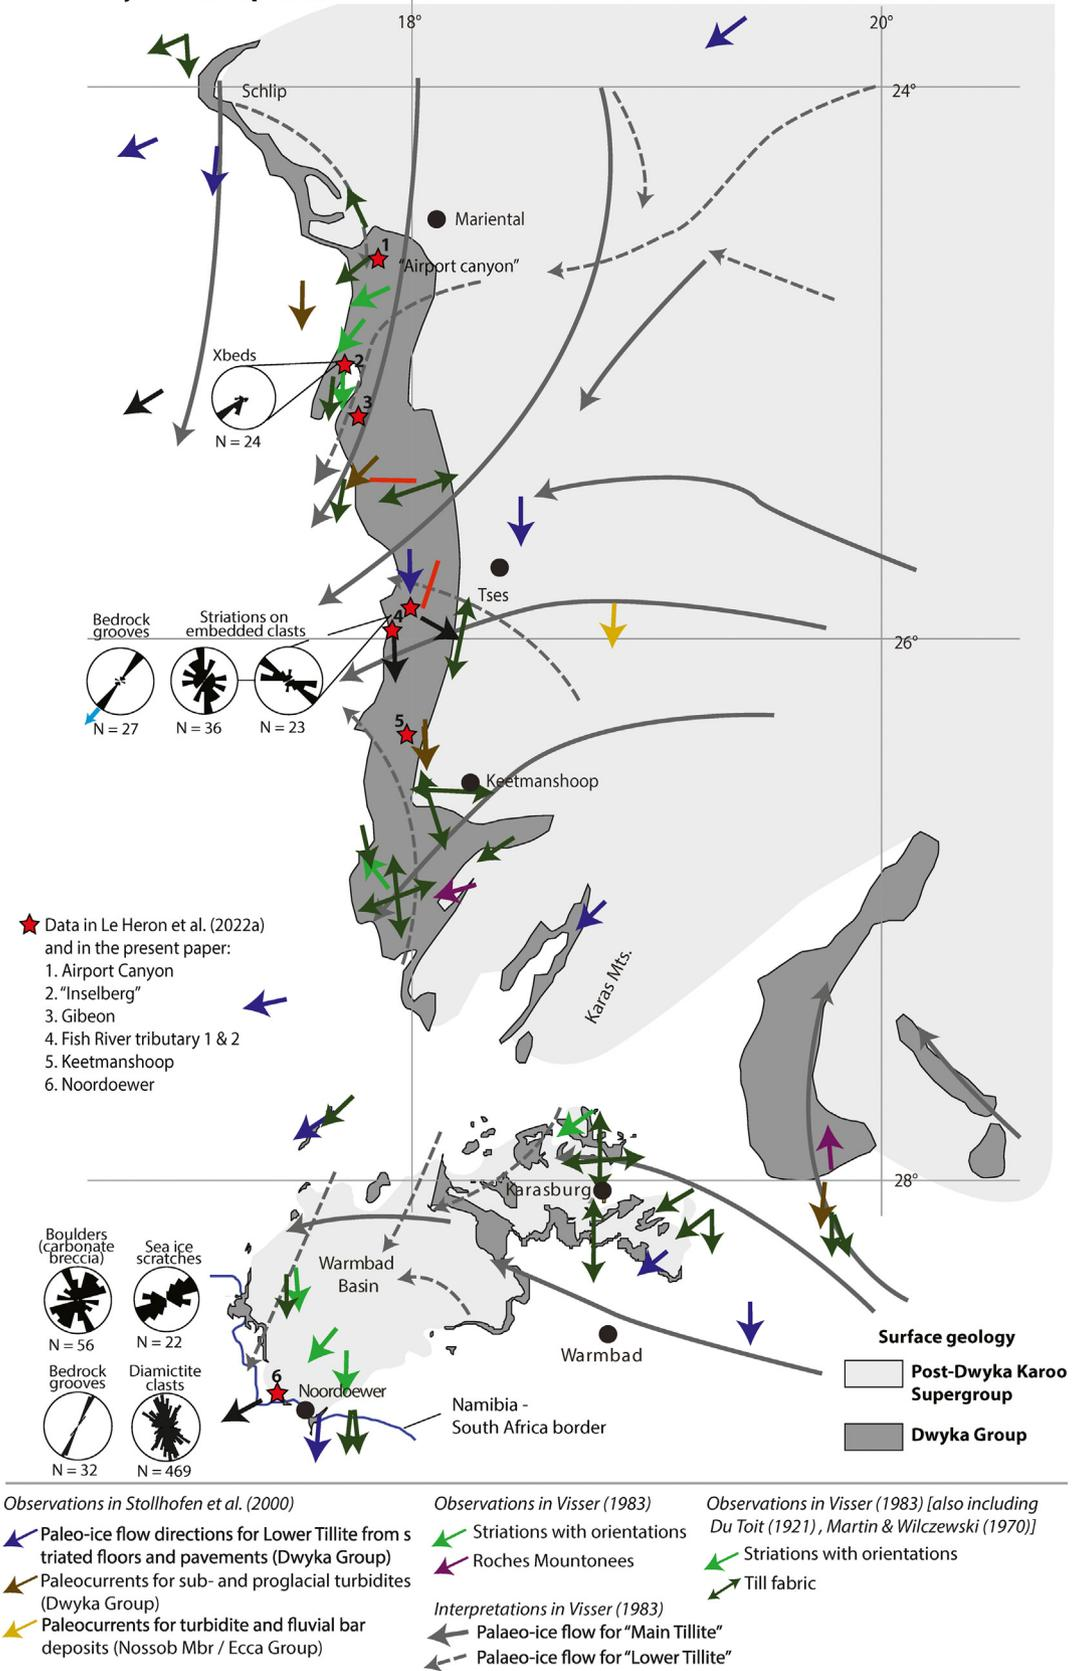 18°
20°
24°
Schlip
Mariental
1
"Airport canyon"
Xbeds
2
3
N = 24
Tses
4
Bedrock
grooves
Striations on
embedded clasts
26°
N = 27
N = 36
N = 23
5
Keetmanshoop
Data in Le Heron et al. (2022a)
and in the present paper:
1. Airport Canyon
2. "Inselberg"
3. Gibeon
4. Fish River tributary 1 & 2
5. Keetmanshoop
6. Noordoewer
Karas Mts.
28°
Karasburg
Boulders
(carbonate
breccia)
Sea ice
scratches
Warmbad
Basin
N = 56
N = 22
Warmbad
Bedrock
grooves
Diamictite
clasts
6
Noordoewer
Namibia -
South Africa border
N = 32
N = 469
Surface geology
Post-Dwyka Karoo
Supergroup
Dwyka Group
Observations in Stollhofen et al. (2000)
Paleo-ice flow directions for Lower Tillite from s
triated floors and pavements (Dwyka Group)
Paleocurrents for sub- and proglacial turbidites
(Dwyka Group)
Paleocurrents for turbidite and fluvial bar
deposits (Nossob Mbr / Ecca Group)
Observations in Visser (1983)
Striations with orientations
Roches Mountonees
Interpretations in Visser (1983)
Palaeo-ice flow for "Main Tillite"
Palaeo-ice flow for "Lower Tillite"
Observations in Visser (1983) [also including
Du Toit (1921) , Martin & Wilczewski (1970)]
Striations with orientations
Till fabric